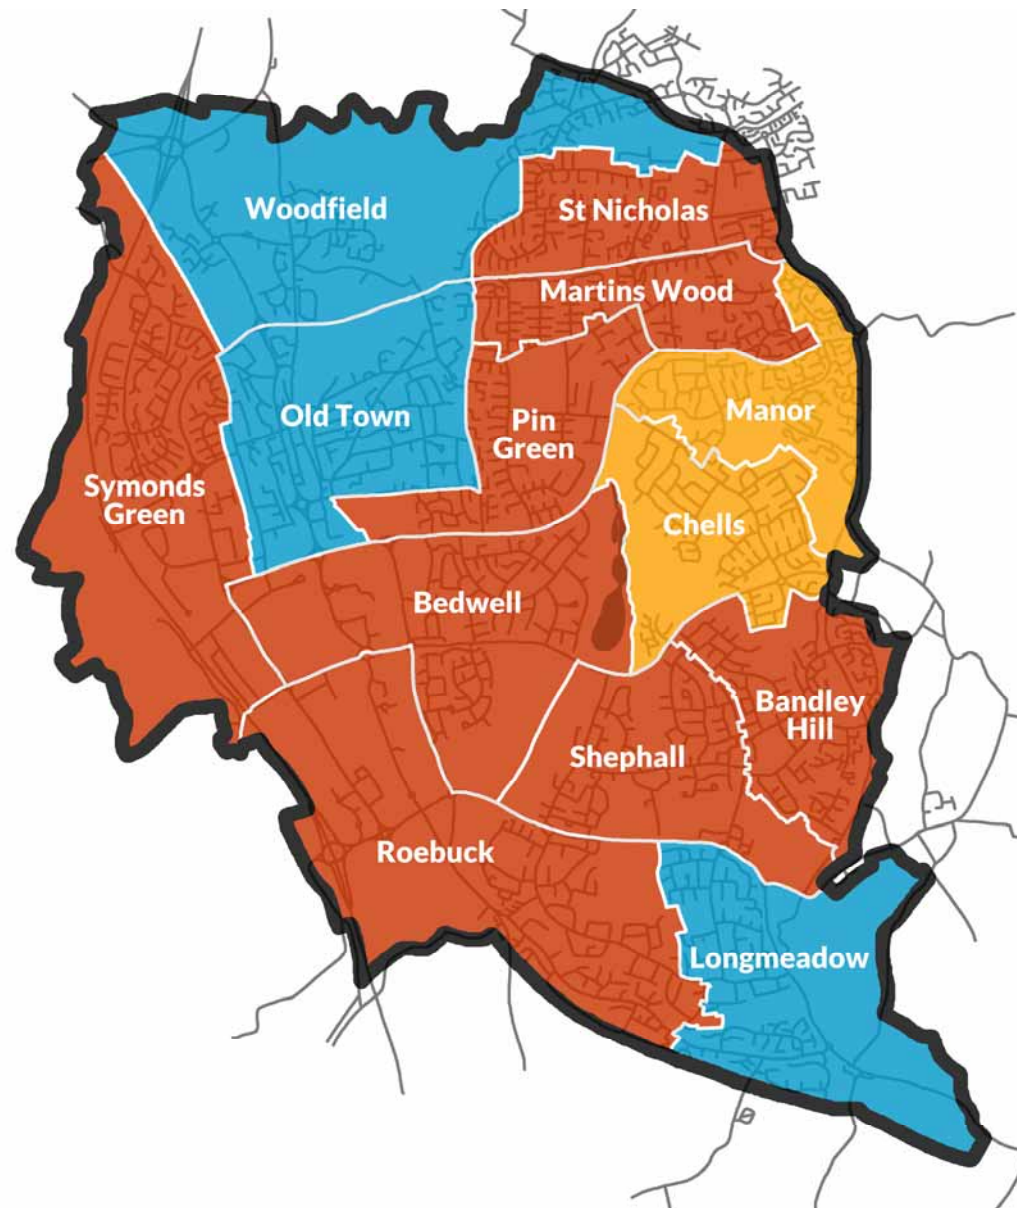 Woodfield
St Nicholas
Martins Wood
Old Town
Pin
Green
Manor
Symonds
Green
Chells
Bedwell
Bandley
Hill
Shephall
Roebuck
Longmeadow